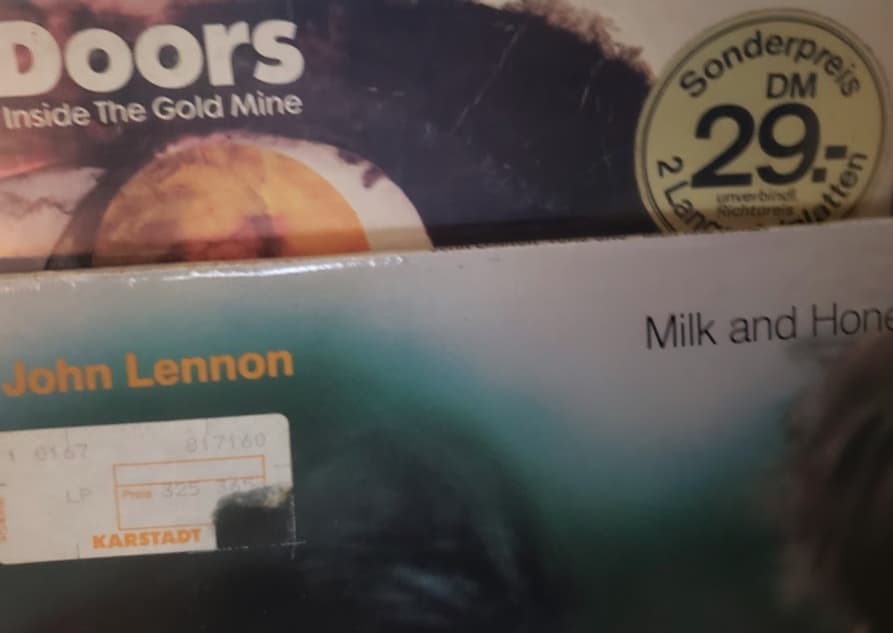 Doors
Inside The Gold Mine
Sonderpreis
DM
29.-
unverbindl.
Richtpreis
2
John Lennon
Milk and Hone
0167 817160
LP Preis 325
KARSTADT